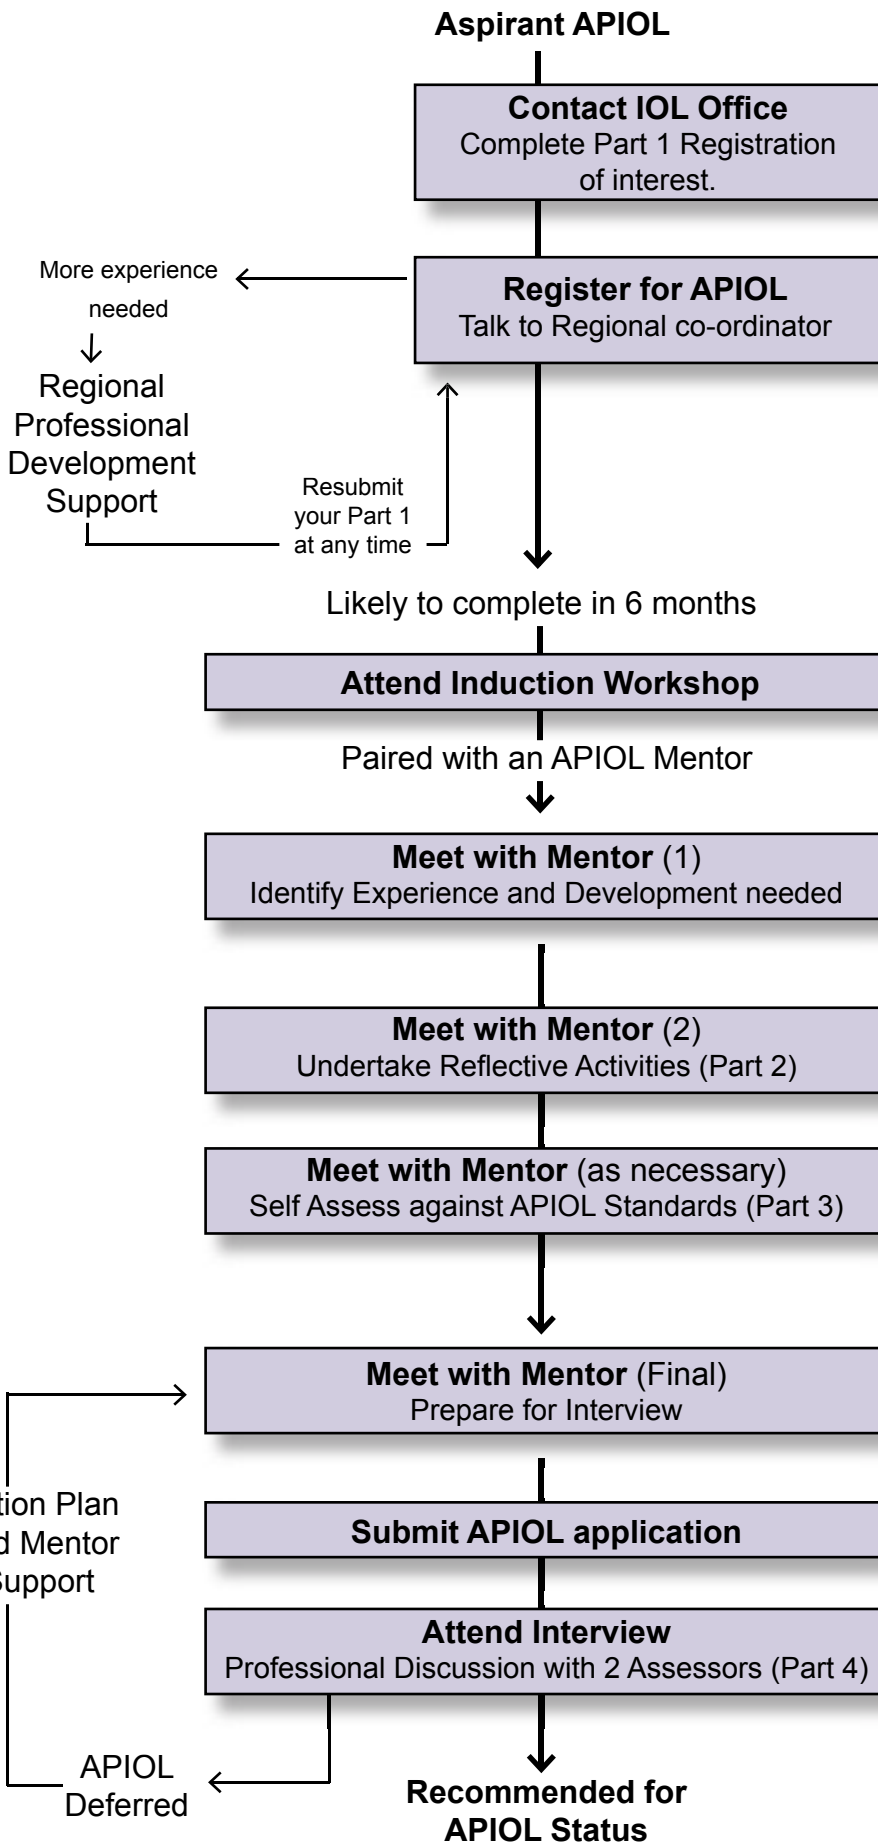 Aspirant APIOL
Contact IOL Office
Complete Part 1 Registration
of interest.
More experience
needed
Register for APIOL
Talk to Regional co-ordinator
Regional
Professional
Development
Support
Resubmit
your Part 1
at any time
Likely to complete in 6 months
Attend Induction Workshop
Paired with an APIOL Mentor
Meet with Mentor (1)
Identify Experience and Development needed
Meet with Mentor (2)
Undertake Reflective Activities (Part 2)
Meet with Mentor (as necessary)
Self Assess against APIOL Standards (Part 3)
Meet with Mentor (Final)
Prepare for Interview
Plan
Mentor
Submit APIOL application
Attend Interview
Professional Discussion with 2 Assessors (Part 4)
APIOL
Deferred
Recommended for
APIOL Status